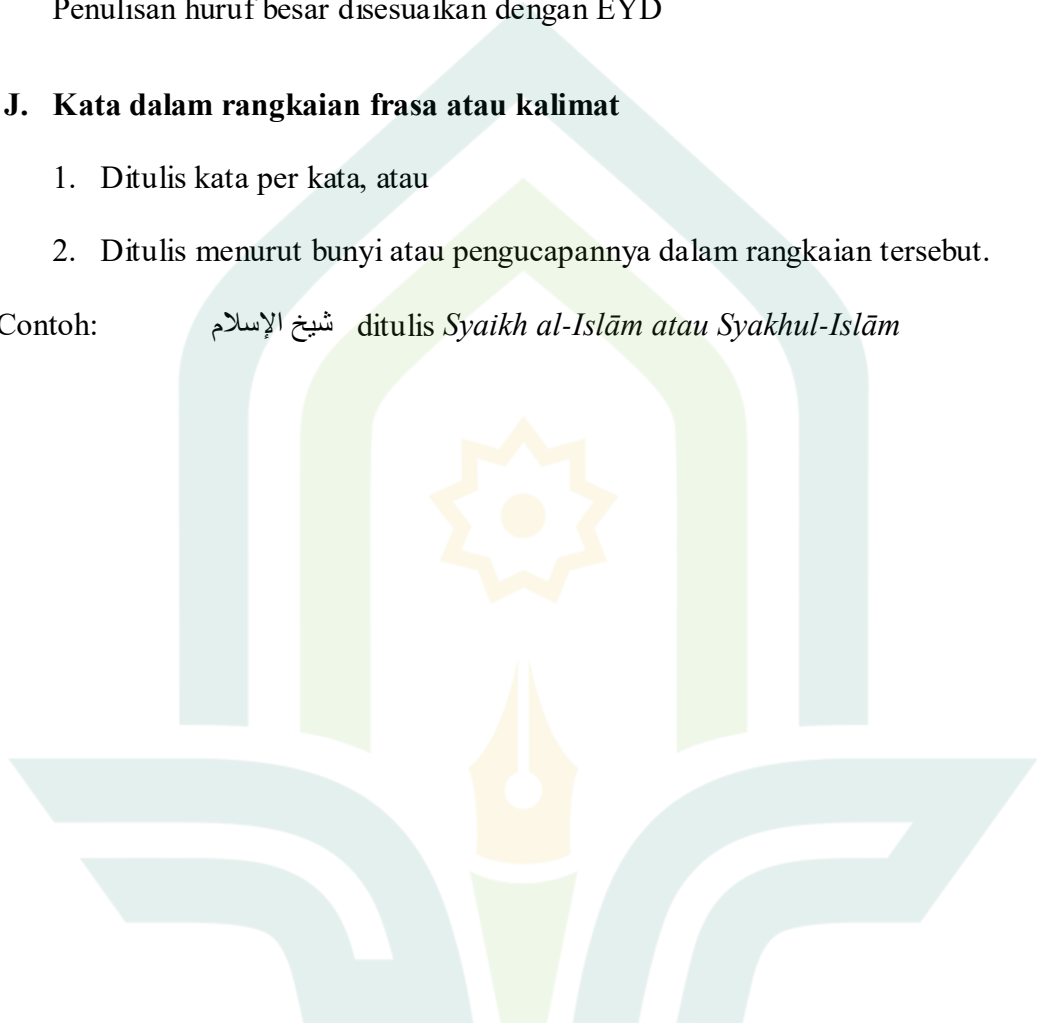 Penulisan huruf besar disesuaikan dengan EYD
J. Kata dalam rangkaian frasa atau kalimat
1. Ditulis kata per kata, atau
2. Ditulis menurut bunyi atau pengucapannya dalam rangkaian tersebut.
Contoh: شيخ الإسلام ditulis Syaikh al-Islām atau Syakhul-Islām